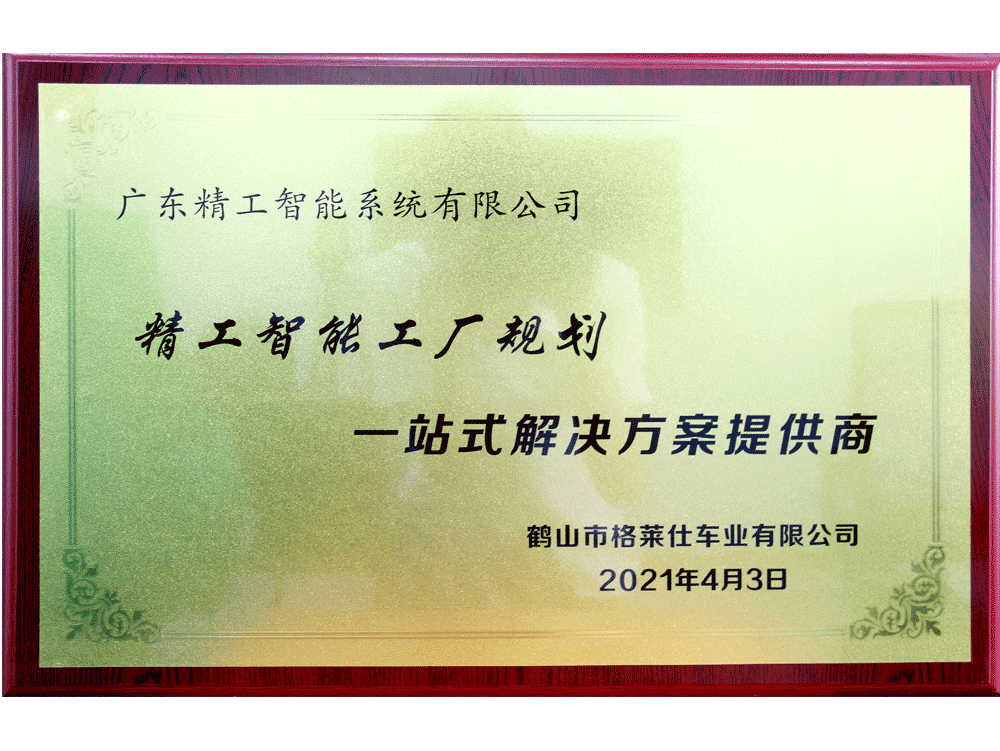 广东精工智能系统有限公司
精工智能工厂规划
一站式解决方案提供商
鹤山市格莱仕车业有限公司
2021年4月3日